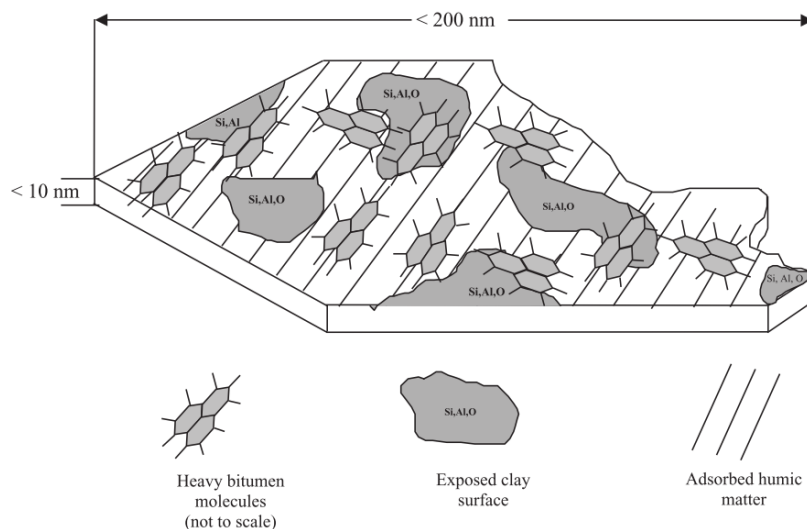 < 200 nm
Si,Al,O
Si,Al
< 10 nm
Si,Al,O
Si,Al,O
Si, Al, O
Si,Al,O
Si,Al,O
Heavy bitumen
molecules
(not to scale)
Exposed clay
surface
Adsorbed humic
matter